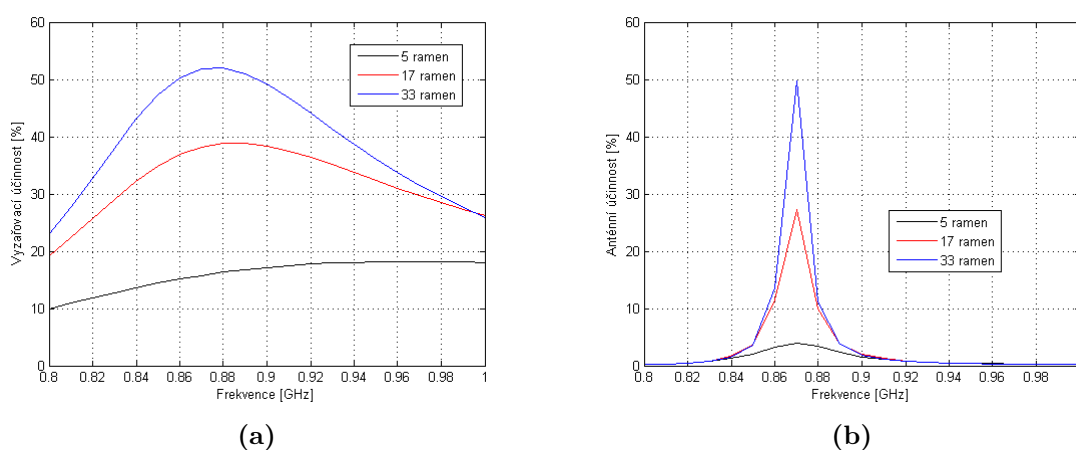 60
50
40
30
20
10
0
Vyzařovací účinnost [%]
0.8 0.82 0.84 0.86 0.88 0.9 0.92 0.94 0.96 0.98 1
Frekvence [GHz]
5 ramen
17 ramen
33 ramen
(a)
60
50
40
30
20
10
0
Anténní účinnost [%]
0.8 0.82 0.84 0.86 0.88 0.9 0.92 0.94 0.96 0.98
Frekvence [GHz]
5 ramen
17 ramen
33 ramen
(b)